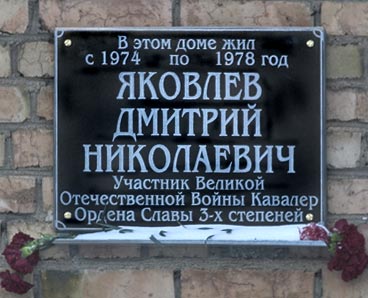 В этом доме жил
с 1974 по 1978 год
ЯКОВЛЕВ
ДМИТРИЙ
НИКОЛАЕВИЧ
Участник Великой
Отечественной Войны Кавалер
Ордена Славы 3-х степеней